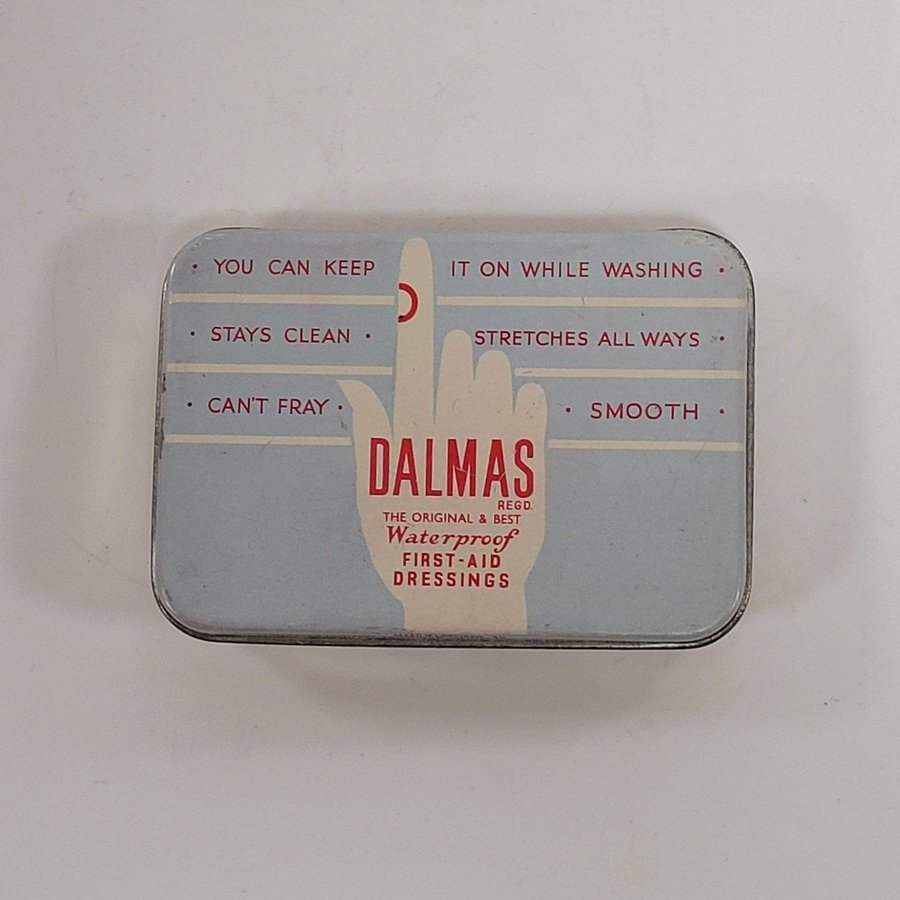 • YOU CAN KEEP IT ON WHILE WASHING •
• STAYS CLEAN • STRETCHES ALL WAYS •
• CAN'T FRAY • • SMOOTH •
DALMAS
REGD.
THE ORIGINAL & BEST
Waterproof
FIRST-AID
DRESSINGS